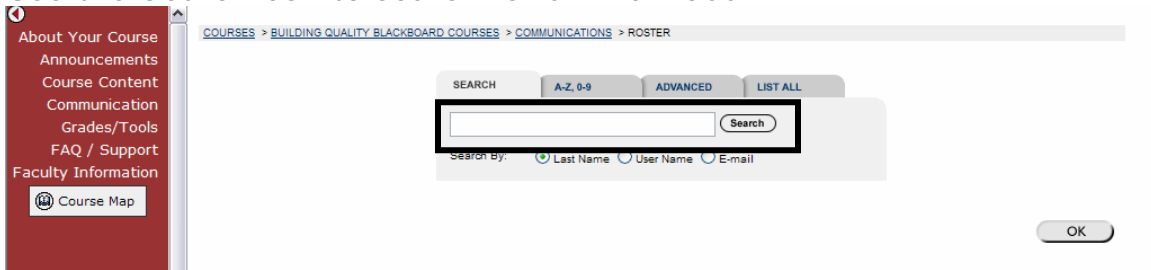 About Your Course
Announcements
Course Content
Communication
Grades/Tools
FAQ / Support
Faculty Information
Course Map
COURSES > BUILDING QUALITY BLACKBOARD COURSES > COMMUNICATIONS > ROSTER
SEARCH A-Z, 0-9 ADVANCED LIST ALL
Search
Search By: Last Name User Name E-mail
OK